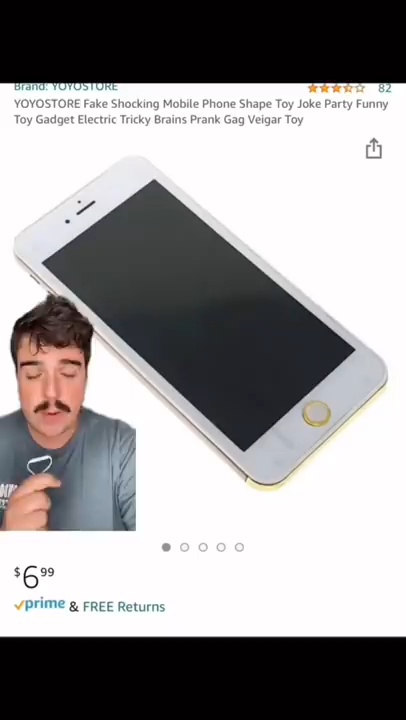 Brand: YOYOSTORE
82
YOYOSTORE Fake Shocking Mobile Phone Shape Toy Joke Party Funny
Toy Gadget Electric Tricky Brains Prank Gag Veigar Toy
$6 99
prime & FREE Returns